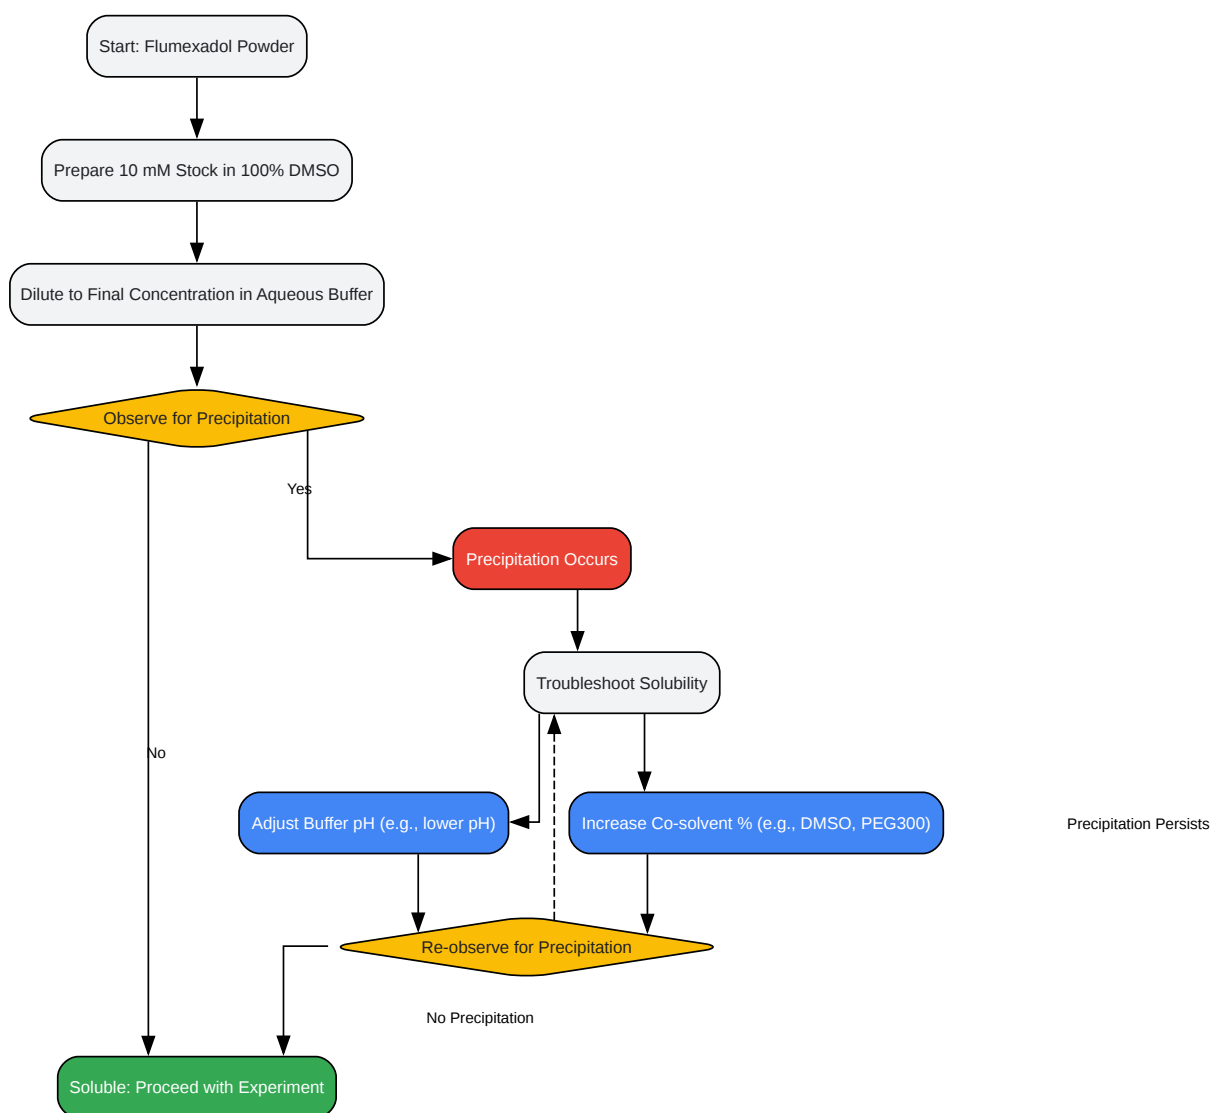 Start: Flumexadol Powder
Prepare 10 mM Stock in 100% DMSO
Dilute to Final Concentration in Aqueous Buffer
Observe for Precipitation
Yes
Precipitation Occurs
Troubleshoot Solubility
No
Adjust Buffer pH (e.g., lower pH)
Increase Co-solvent % (e.g., DMSO, PEG300)
Precipitation Persists
Re-observe for Precipitation
No Precipitation
Soluble: Proceed with Experiment